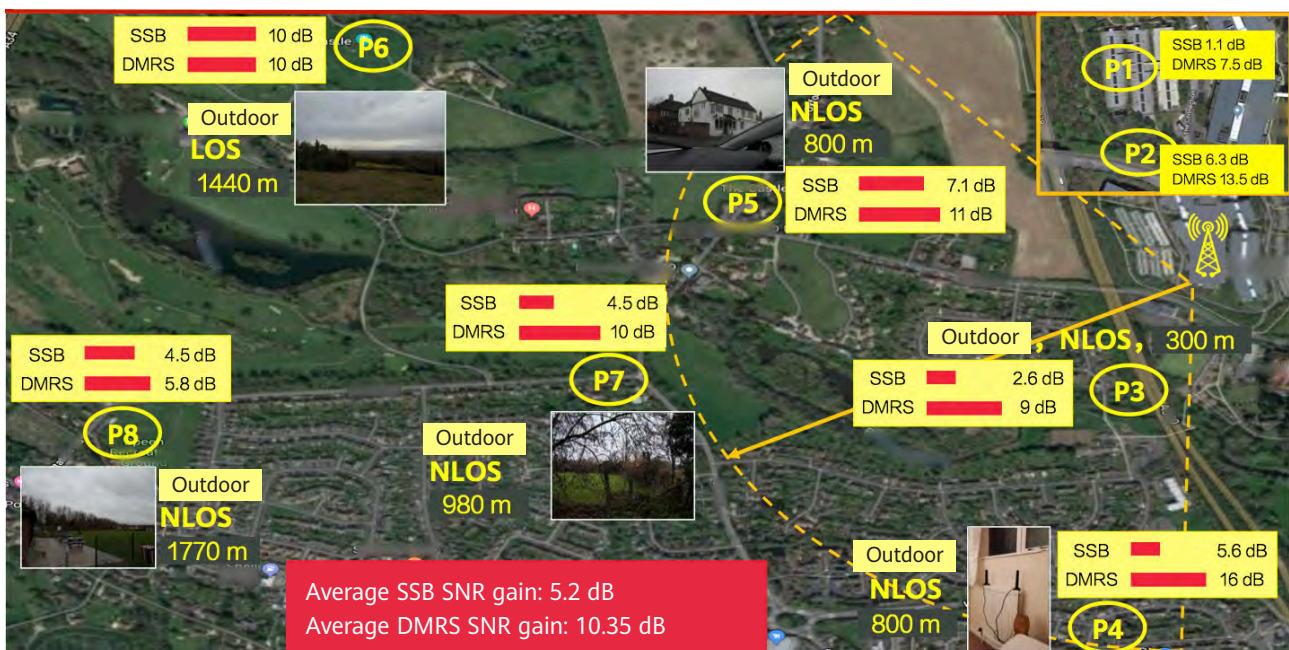 SSB 10 dB
DMRS 10 dB
P6
Outdoor
LOS
1440 m
A34
Outdoor
NLOS
800 m
P5
SSB 7.1 dB
DMRS 11 dB
P1
SSB 1.1 dB
DMRS 7.5 dB
P2
SSB 6.3 dB
DMRS 13.5 dB
SSB 4.5 dB
DMRS 10 dB
P7
Outdoor
NLOS
980 m
Outdoor , NLOS, 300 m
SSB 2.6 dB
DMRS 9 dB
P3
SSB 4.5 dB
DMRS 5.8 dB
P8
Outdoor
NLOS
1770 m
Outdoor
NLOS
800 m
SSB 5.6 dB
DMRS 16 dB
P4
Average SSB SNR gain: 5.2 dB
Average DMRS SNR gain: 10.35 dB